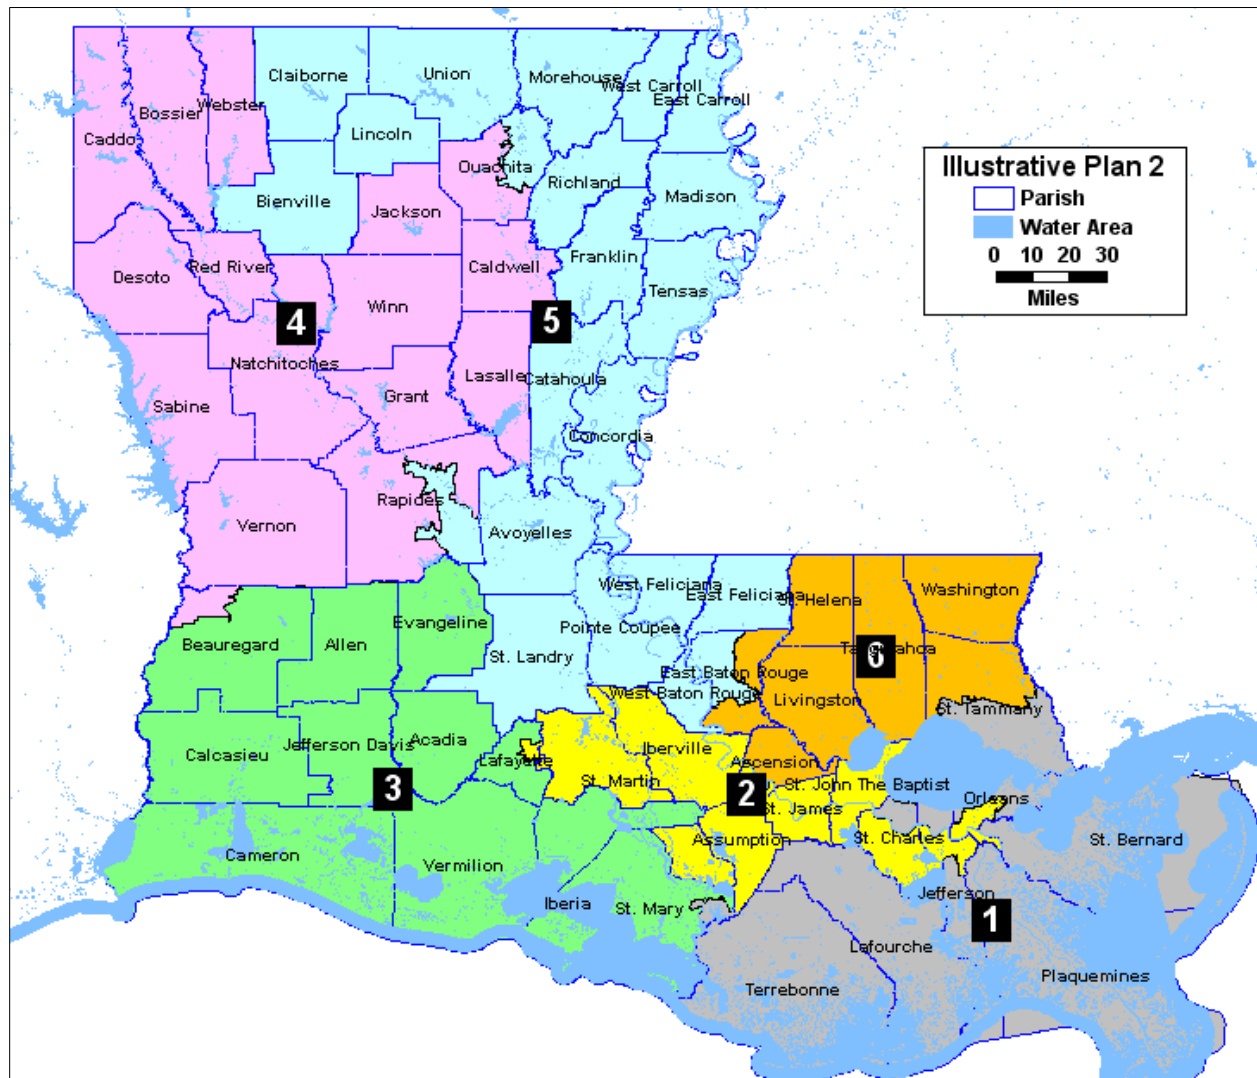 Claiborne
Union
Morehouse
West Carroll
East Carroll
Webster
Bossier
Caddo
Lincoln
Ouachita
Richland
Madison
Bienville
Jackson
Franklin
Caldwell
Red River
Desoto
Tensas
Winn
4
5
Natchitoches
Lasalle
Catahoula
Grant
Sabine
Concordia
Rapides
Vernon
Avoyelles
Illustrative Plan 2
Parish
Water Area
0 10 20 30
Miles
West Feliciana
East Feliciana
St. Helena
Washington
Evangeline
Pointe Coupee
Beauregard
Allen
St. Landry
Tangipahoa
6
East Baton Rouge
West Baton Rouge
Livingston
St. Tammany
Calcasieu
Jefferson Davis
Acadia
Lafayette
Iberville
Ascension
St. Martin
St. John The Baptist
3
2
St. James
Orleans
Assumption
St. Charles
St. Bernard
Cameron
Vermilion
Iberia
St. Mary
Jefferson
1
Lafourche
Plaquemines
Terrebonne